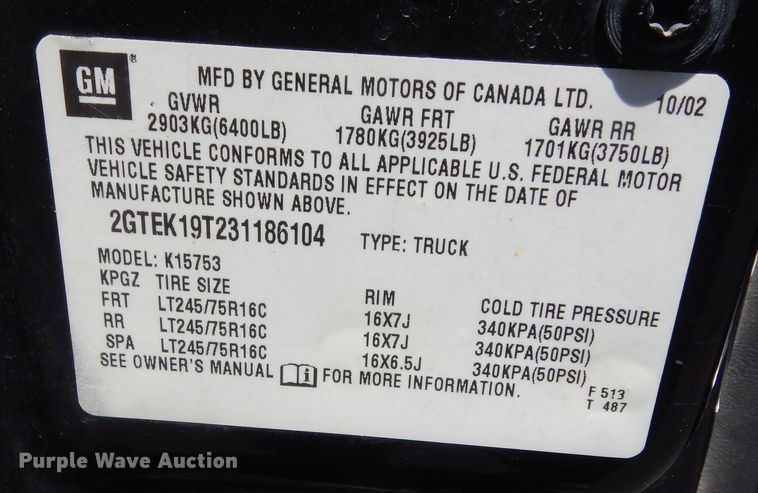 GM
MFD BY GENERAL MOTORS OF CANADA LTD. 10/02
GVWR GAWR FRT GAWR RR
2903KG(6400LB) 1780KG(3925LB) 1701KG(3750LB)
THIS VEHICLE CONFORMS TO ALL APPLICABLE U.S. FEDERAL MOTOR
VEHICLE SAFETY STANDARDS IN EFFECT ON THE DATE OF
MANUFACTURE SHOWN ABOVE.
2GTEK19T231186104 TYPE: TRUCK
MODEL: K15753
KPGZ TIRE SIZE RIM COLD TIRE PRESSURE
FRT LT245/75R16C 16X7J 340KPA(50PSI)
RR LT245/75R16C 16X7J 340KPA(50PSI)
SPA LT245/75R16C 16X6.5J 340KPA(50PSI)
SEE OWNER'S MANUAL FOR MORE INFORMATION.
F 513
T 487
Purple Wave Auction